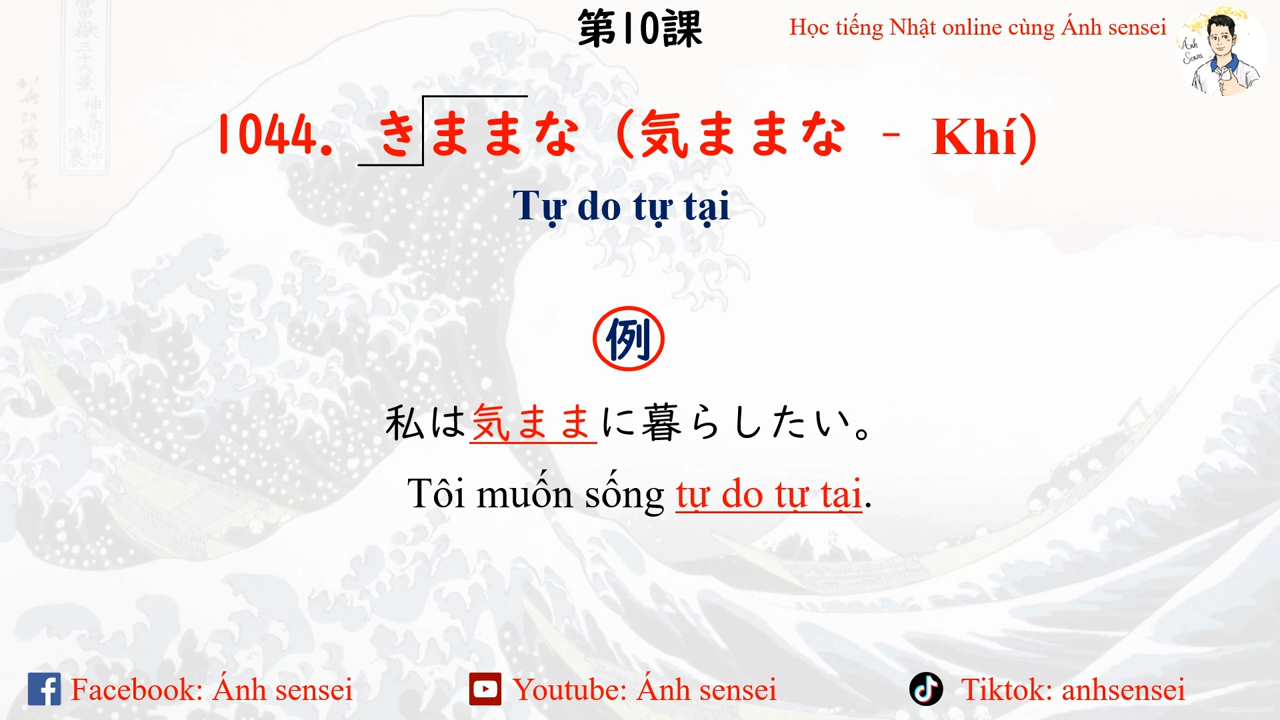 第10課
Học tiếng Nhật online cùng Ánh sensei
Ánh Sensei
1044. きままな (気ままな - Khí)
Tự do tự tại
例
私は気ままに暮らしたい。
Tôi muốn sống tự do tự tại.
Facebook: Ánh sensei
Youtube: Ánh sensei
Tiktok: anhsensei